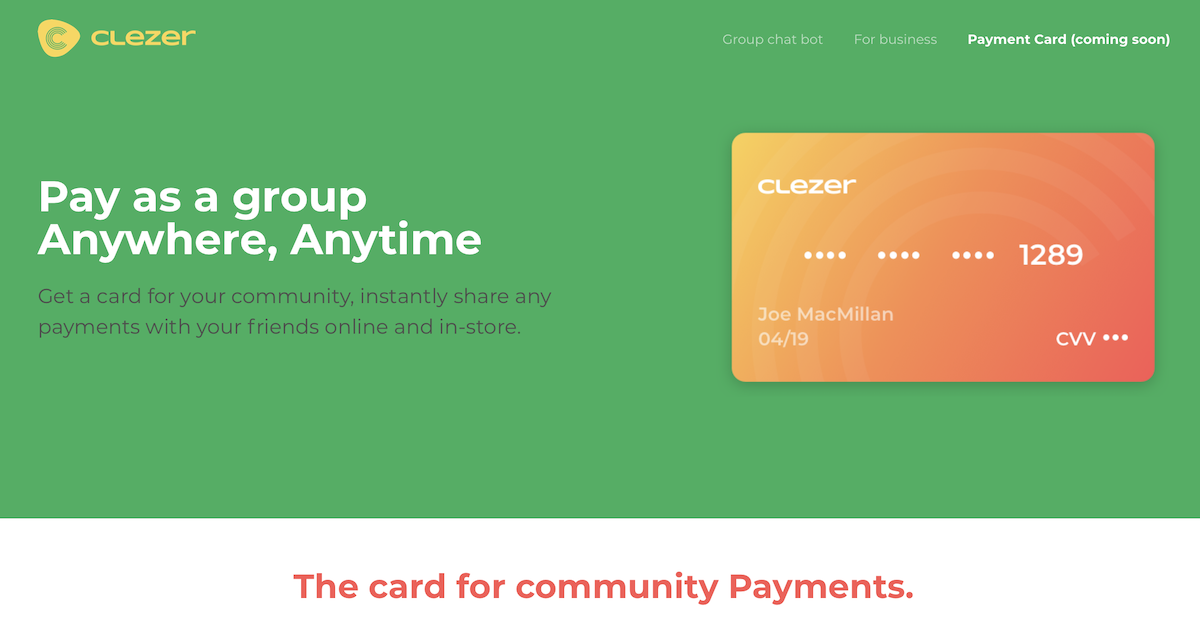 CLEZER
Group chat bot
For business
Payment Card (coming soon)
Pay as a group
Anywhere, Anytime
Get a card for your community, instantly share any
payments with your friends online and in-store.
CLEZER
•••• •••• •••• 1289
Joe MacMillan
04/19
CVV •••
The card for community Payments.